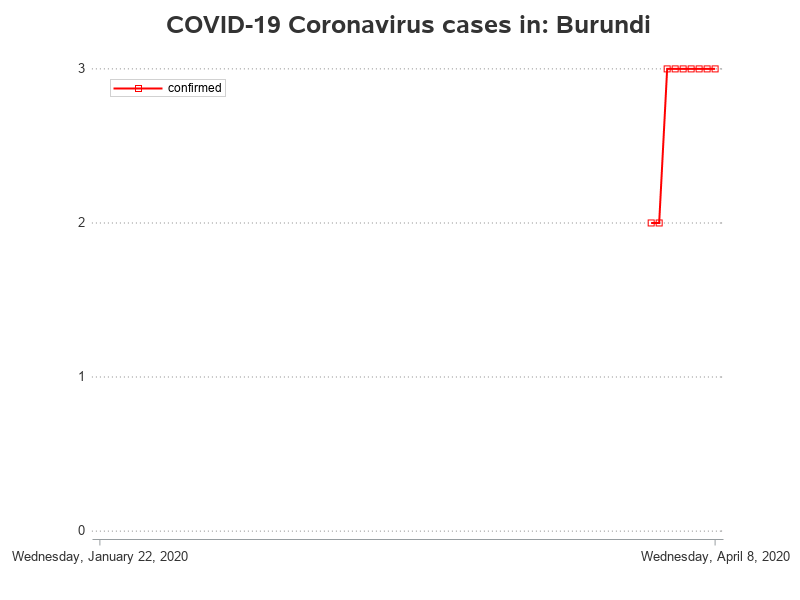 COVID-19 Coronavirus cases in: Burundi
3
confirmed
2
1
0
Wednesday, January 22, 2020
Wednesday, April 8, 2020